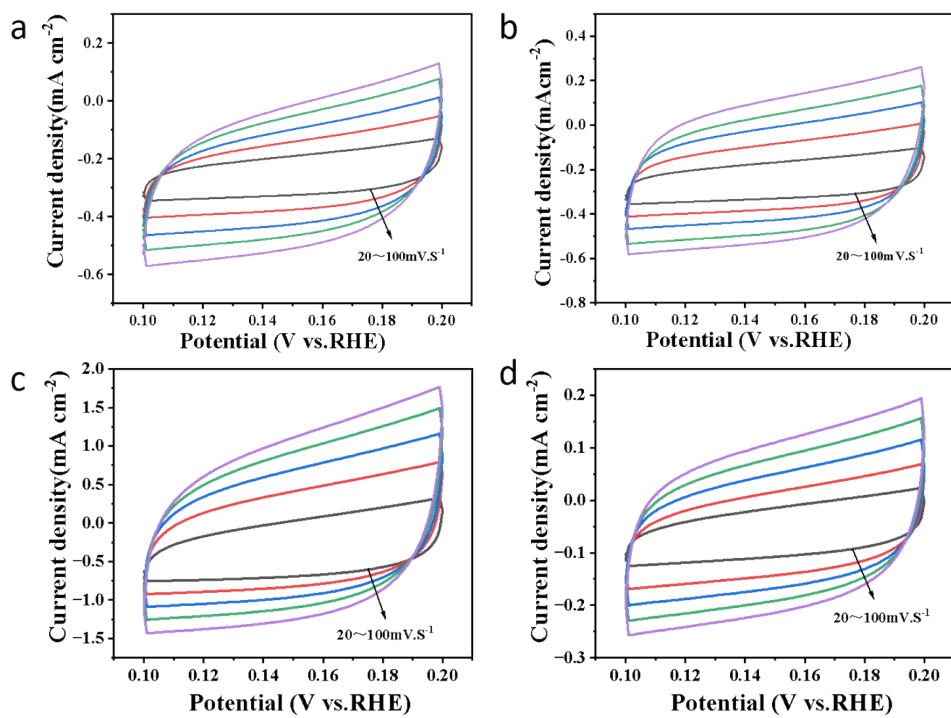 a
Current density(mA cm⁻²)
0.2
0.0
-0.2
-0.4
-0.6
20～100mV.S⁻¹
0.10 0.12 0.14 0.16 0.18 0.20
Potential (V vs.RHE)
b
Current density(mAcm⁻²)
0.4
0.2
0.0
-0.2
-0.4
-0.6
-0.8
20～100mV.S⁻¹
0.10 0.12 0.14 0.16 0.18 0.20
Potential (V vs.RHE)
c
Current density(mA cm⁻²)
2.0
1.5
1.0
0.5
0.0
−0.5
−1.0
−1.5
20～100mV.S⁻¹
0.10 0.12 0.14 0.16 0.18 0.20
Potential (V vs.RHE)
d
Current density(mA cm⁻²)
0.2
0.1
0.0
−0.1
−0.2
−0.3
20～100mV.S⁻¹
0.10 0.12 0.14 0.16 0.18 0.20
Potential (V vs.RHE)